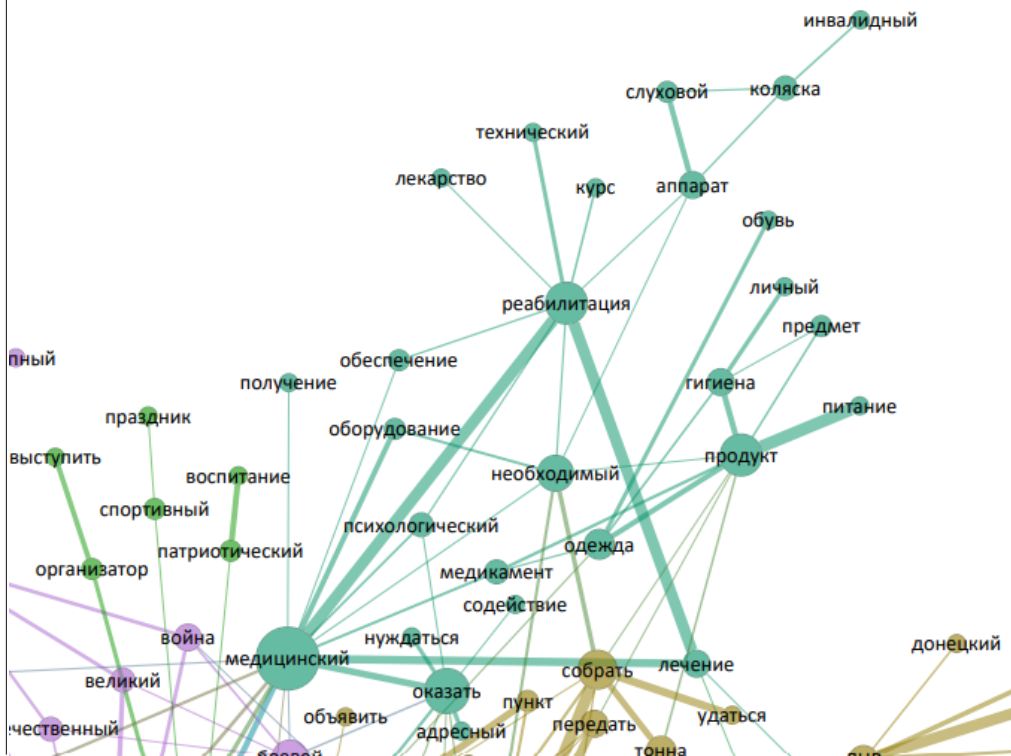 инвалидный
слуховой
коляска
технический
лекарство
курс
аппарат
обувь
личный
реабилитация
предмет
пный
обеспечение
получение
гигиена
питание
праздник
оборудование
выступить
продукт
воспитание
необходимый
спортивный
психологический
одежда
патриотический
организатор
медикамент
содействие
война
нуждаться
донецкий
медицинский
лечение
собрать
великий
оказать
пункт
удаться
объявить
передать
чественный
адресный
тонна
боевой